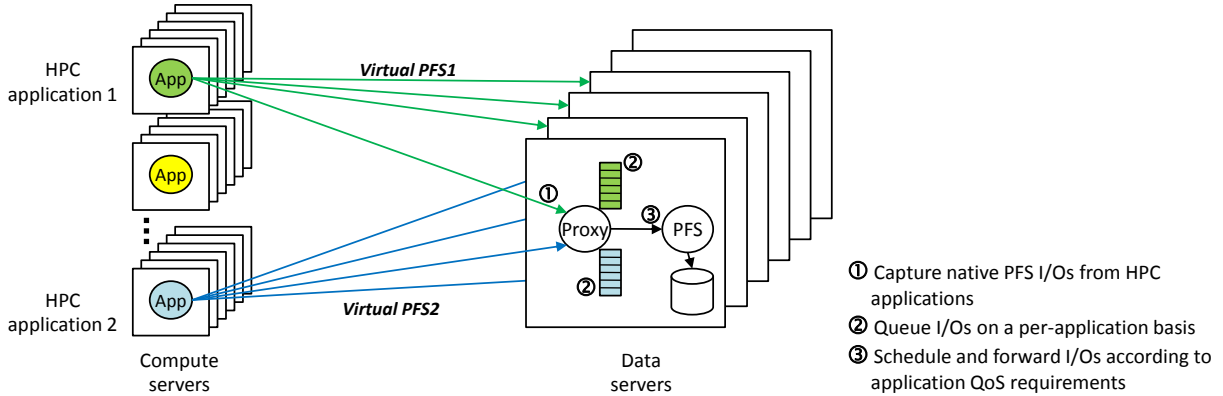 HPC
application 1
App
Virtual PFS1
App
②
①
③
Proxy
PFS
②
HPC
application 2
App
Virtual PFS2
Compute
servers
Data
servers
① Capture native PFS I/Os from HPC
applications
② Queue I/Os on a per-application basis
③ Schedule and forward I/Os according to
application QoS requirements